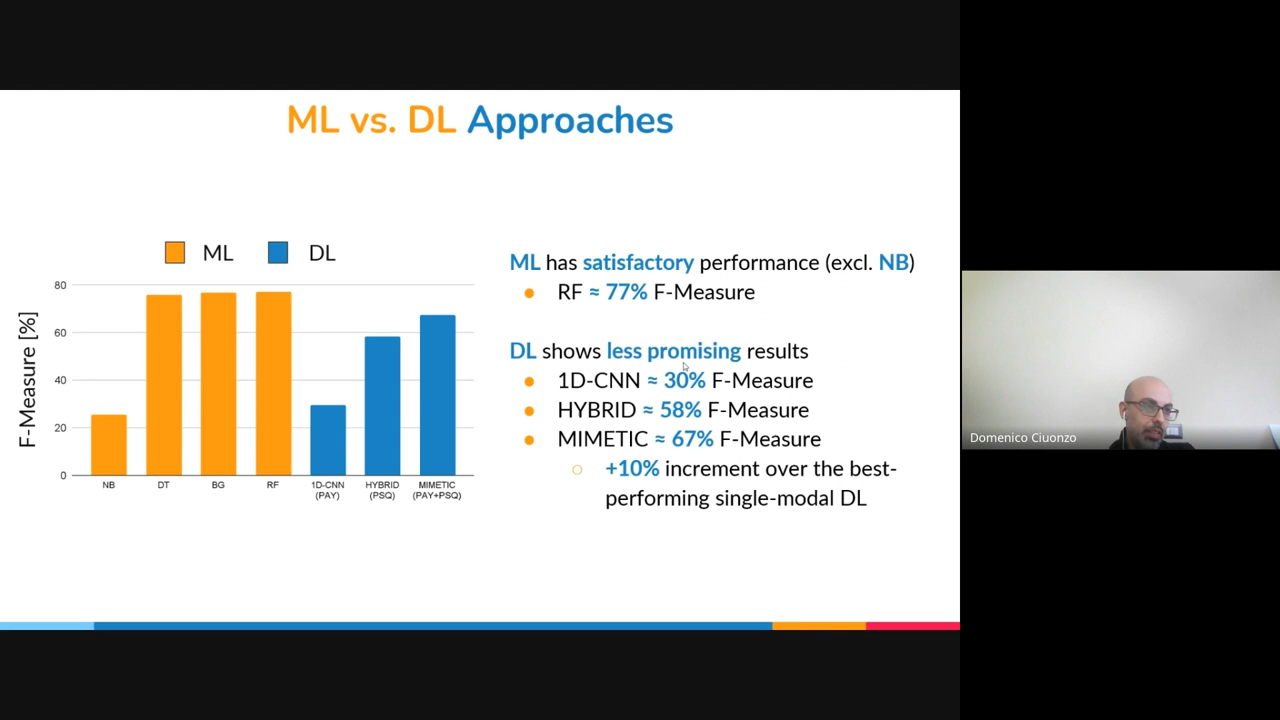 ML vs. DL Approaches
ML DL
F-Measure [%]
80
60
40
20
0
NB DT BG RF 1D-CNN HYBRID MIMETIC
(PAY) (PSQ) (PAY+PSQ)
ML has satisfactory performance (excl. NB)
● RF ≈ 77% F-Measure
DL shows less promising results
● 1D-CNN ≈ 30% F-Measure
● HYBRID ≈ 58% F-Measure
● MIMETIC ≈ 67% F-Measure
○ +10% increment over the best-
performing single-modal DL
Domenico Ciuonzo